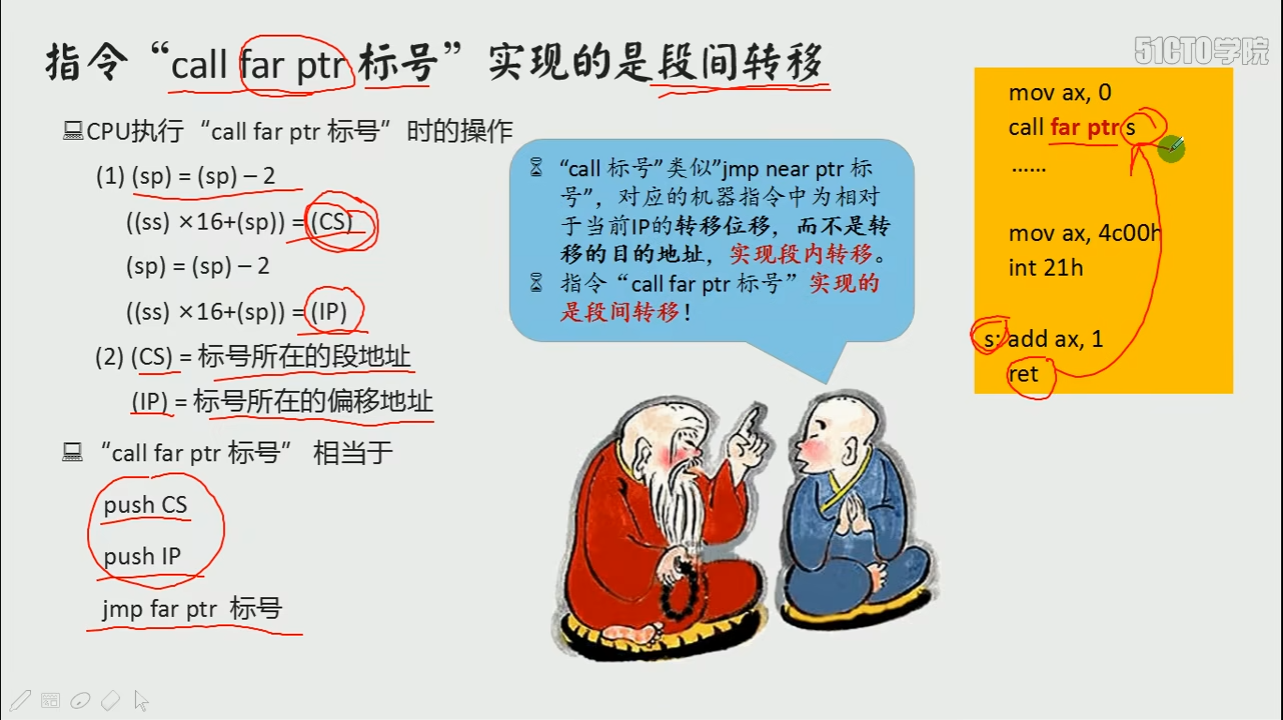 51CTO学院
指令“call far ptr 标号”实现的是段间转移
CPU执行“call far ptr 标号”时的操作
(1) (sp) = (sp) – 2
((ss) ×16+(sp)) = (CS)
(sp) = (sp) – 2
((ss) ×16+(sp)) = (IP)
(2) (CS) = 标号所在的段地址
(IP) = 标号所在的偏移地址
“call far ptr 标号” 相当于
push CS
push IP
jmp far ptr 标号
“call 标号”类似”jmp near ptr 标
号”，对应的机器指令中为相对
于当前IP的转移位移，而不是转
移的目的地址，实现段内转移。
指令“call far ptr 标号”实现的
是段间转移！
mov ax, 0
call far ptr s
……
mov ax, 4c00h
int 21h
s: add ax, 1
ret